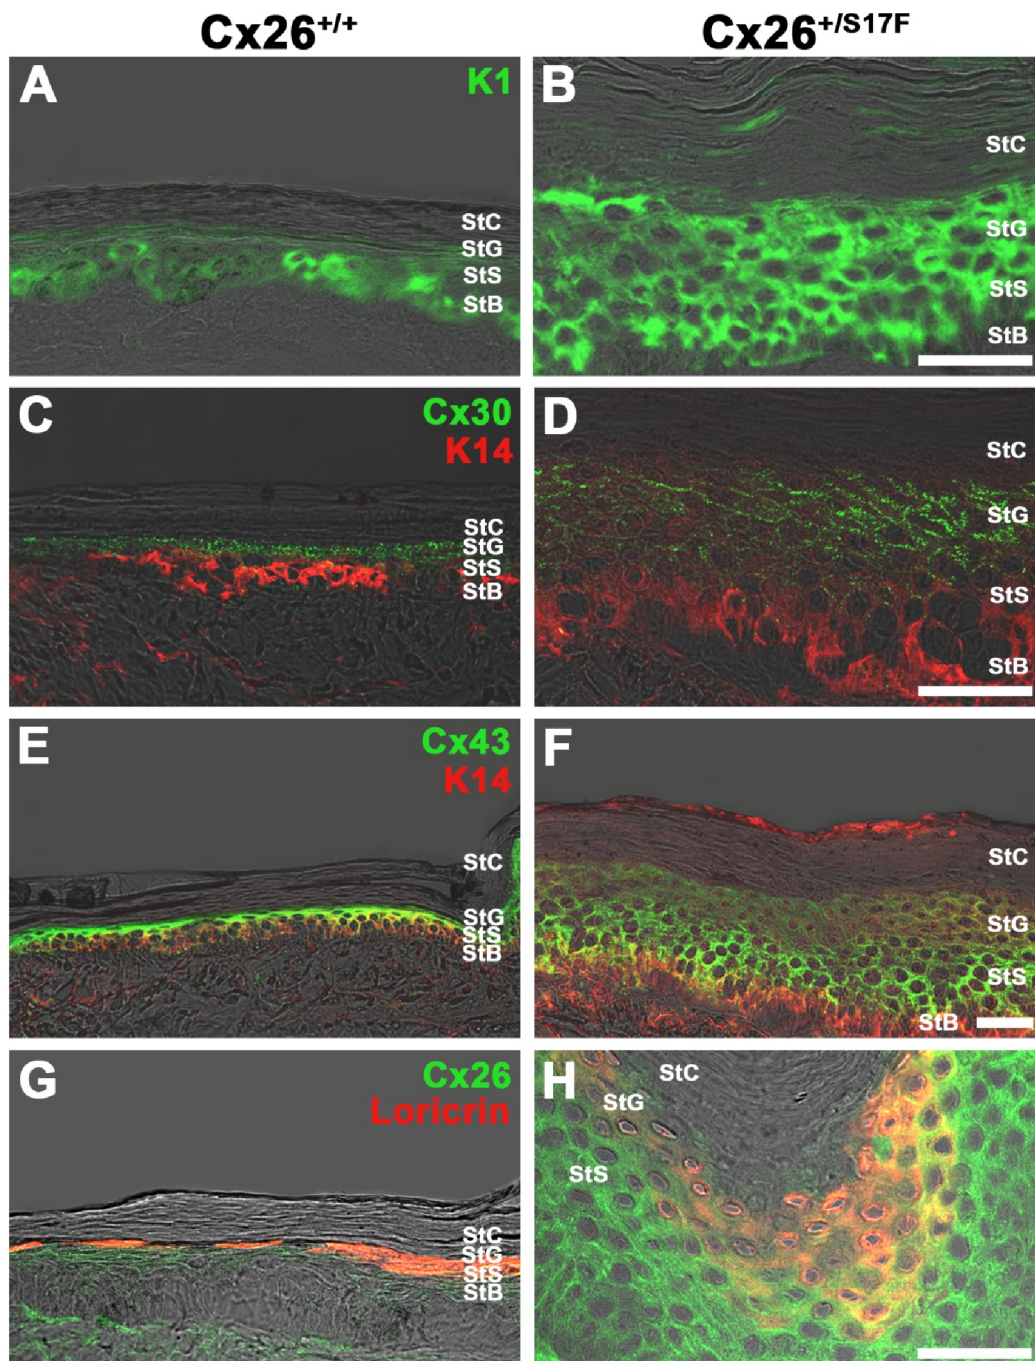 Cx26+/+
Cx26+/S17F
A
K1
B
StC
StG
StS
StB
StC
StG
StS
StB
C
Cx30
K14
D
StC
StG
StS
StB
StC
StG
StS
StB
E
Cx43
K14
F
StC
StG
StS
StB
StC
StG
StS
StB
G
Cx26
Loricrin
H
StC
StG
StS
StC
StG
StS
StB